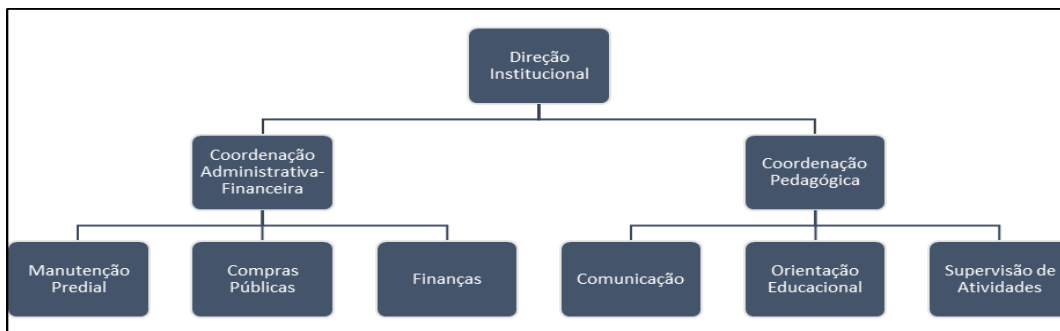 Direção
Institucional
Coordenação
Administrativa-
Financeira
Coordenação
Pedagógica
Manutenção
Predial
Compras
Públicas
Finanças
Comunicação
Orientação
Educacional
Supervisão de
Atividades